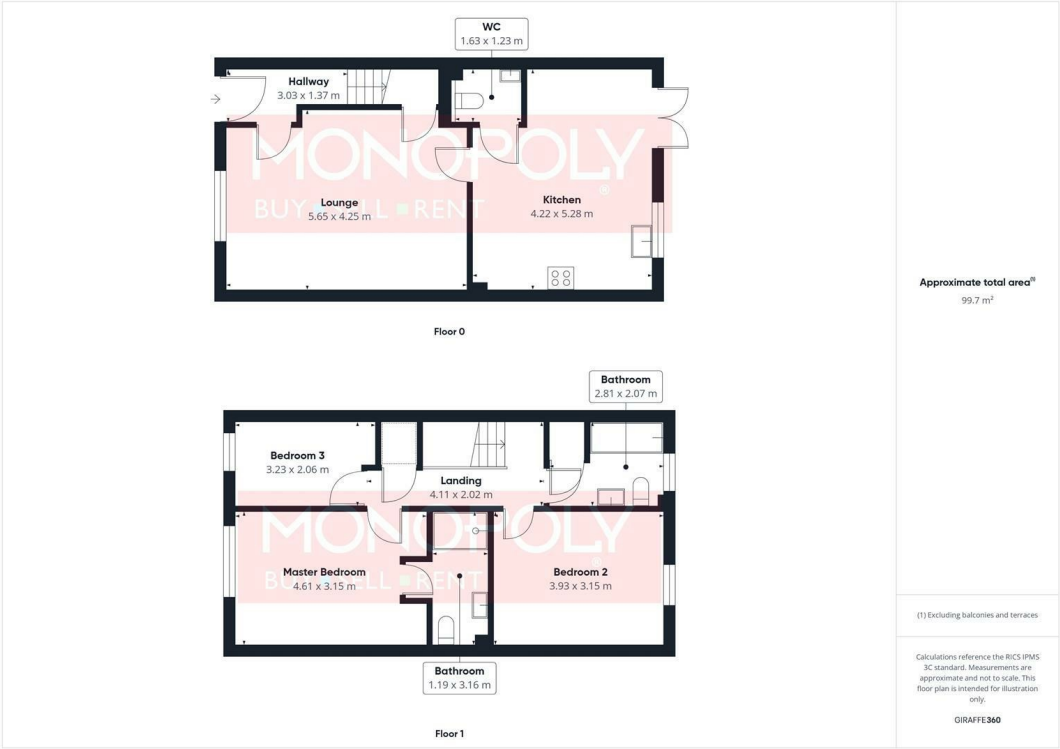 WC
1.63 x 1.23 m
Hallway
3.03 x 1.37 m
MONOPOLY
®
BUY SELL RENT
Lounge
5.65 x 4.25 m
Kitchen
4.22 x 5.28 m
Floor 0
Approximate total area(1)
99.7 m²
Bathroom
2.81 x 2.07 m
Bedroom 3
3.23 x 2.06 m
Landing
4.11 x 2.02 m
MONOPOLY
®
BUY SELL RENT
Master Bedroom
4.61 x 3.15 m
Bedroom 2
3.93 x 3.15 m
Bathroom
1.19 x 3.16 m
Floor 1
(1) Excluding balconies and terraces
Calculations reference the RICS IPMS
3C standard. Measurements are
approximate and not to scale. This
floor plan is intended for illustration
only.
GIRAFFE360